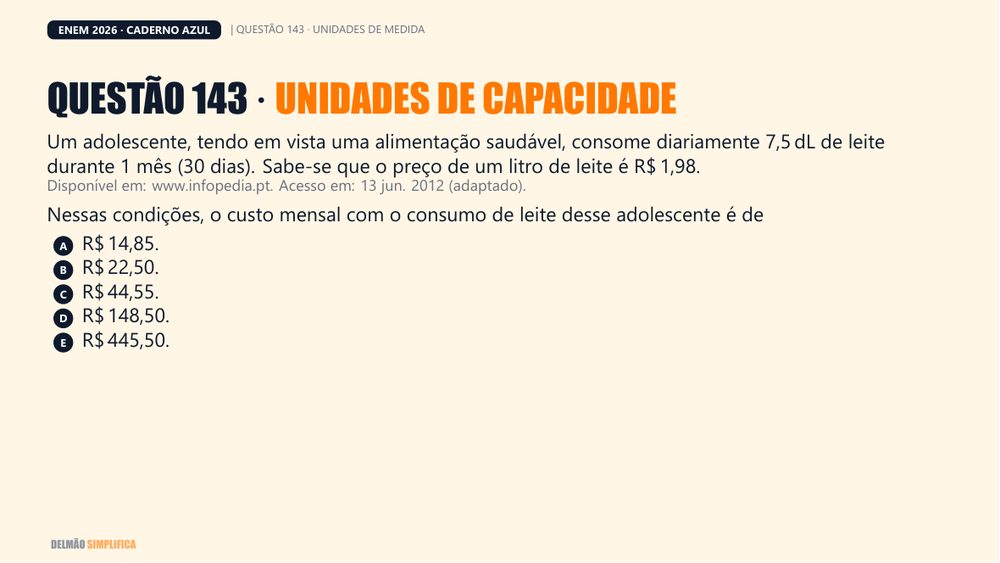 ENEM 2026 · CADERNO AZUL | QUESTÃO 143 · UNIDADES DE MEDIDA
QUESTÃO 143 · UNIDADES DE CAPACIDADE
Um adolescente, tendo em vista uma alimentação saudável, consome diariamente 7,5 dL de leite
durante 1 mês (30 dias). Sabe-se que o preço de um litro de leite é R$ 1,98.
Disponível em: www.infopedia.pt. Acesso em: 13 jun. 2012 (adaptado).
Nessas condições, o custo mensal com o consumo de leite desse adolescente é de
A R$ 14,85.
B R$ 22,50.
C R$ 44,55.
D R$ 148,50.
E R$ 445,50.
DELMÃO SIMPLIFICA